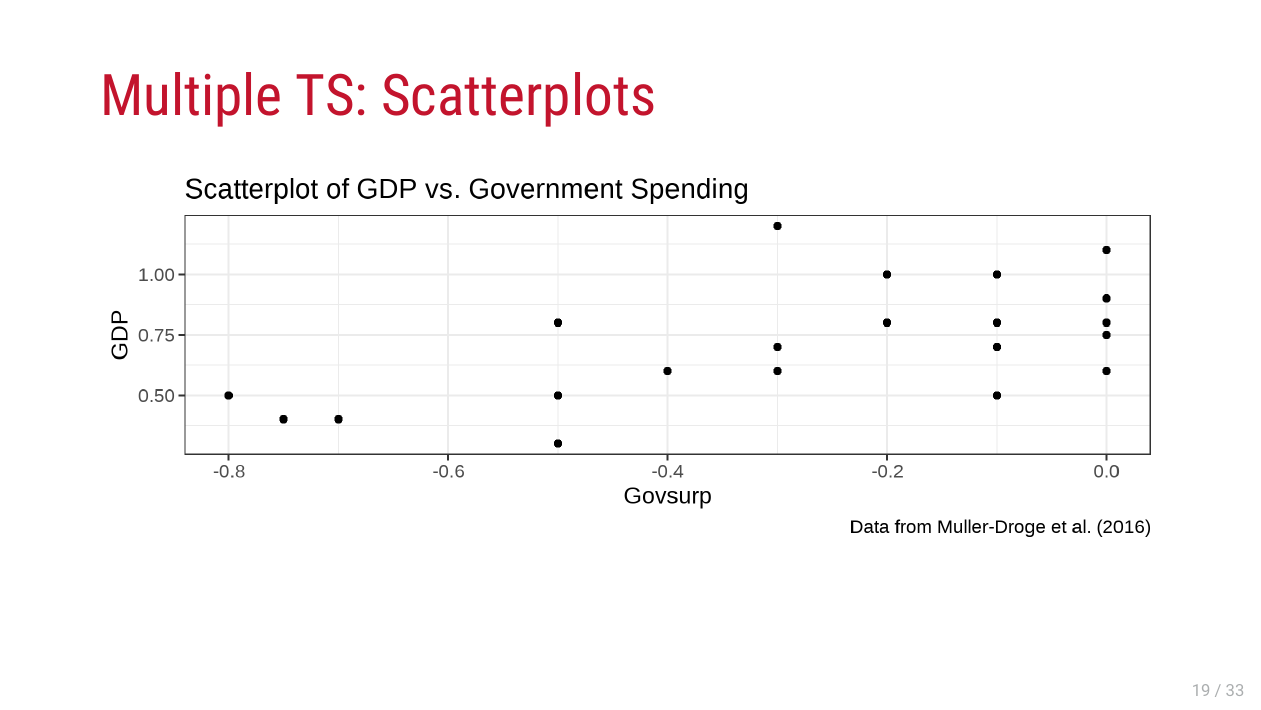 Multiple TS: Scatterplots
Scatterplot of GDP vs. Government Spending
GDP
1.00
0.75
0.50
-0.8 -0.6 -0.4 -0.2 0.0
Govsurp
Data from Muller-Droge et al. (2016)
19 / 33